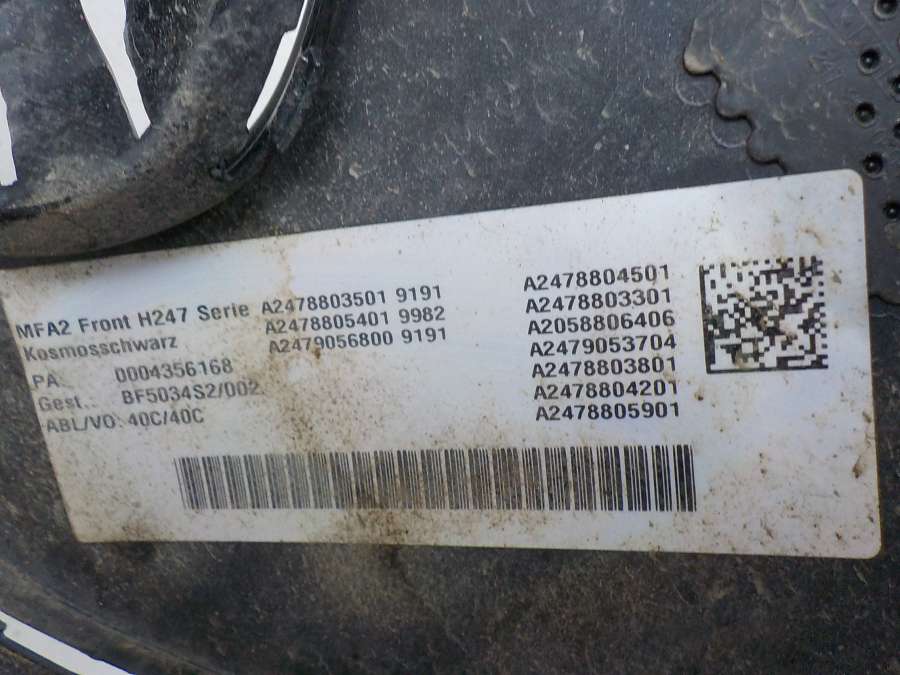 MFA2 Front H247 Serie A2478803501 9191
Kosmosschwarz A2478805401 9982
A2479056800 9191
PA.. D004356168
Gest.. BF5034S2/002
ABL/VO: 40C/40C
A2478804501
A2478803301
A2058806406
A2479053704
A2478803801
A2478804201
A2478805901